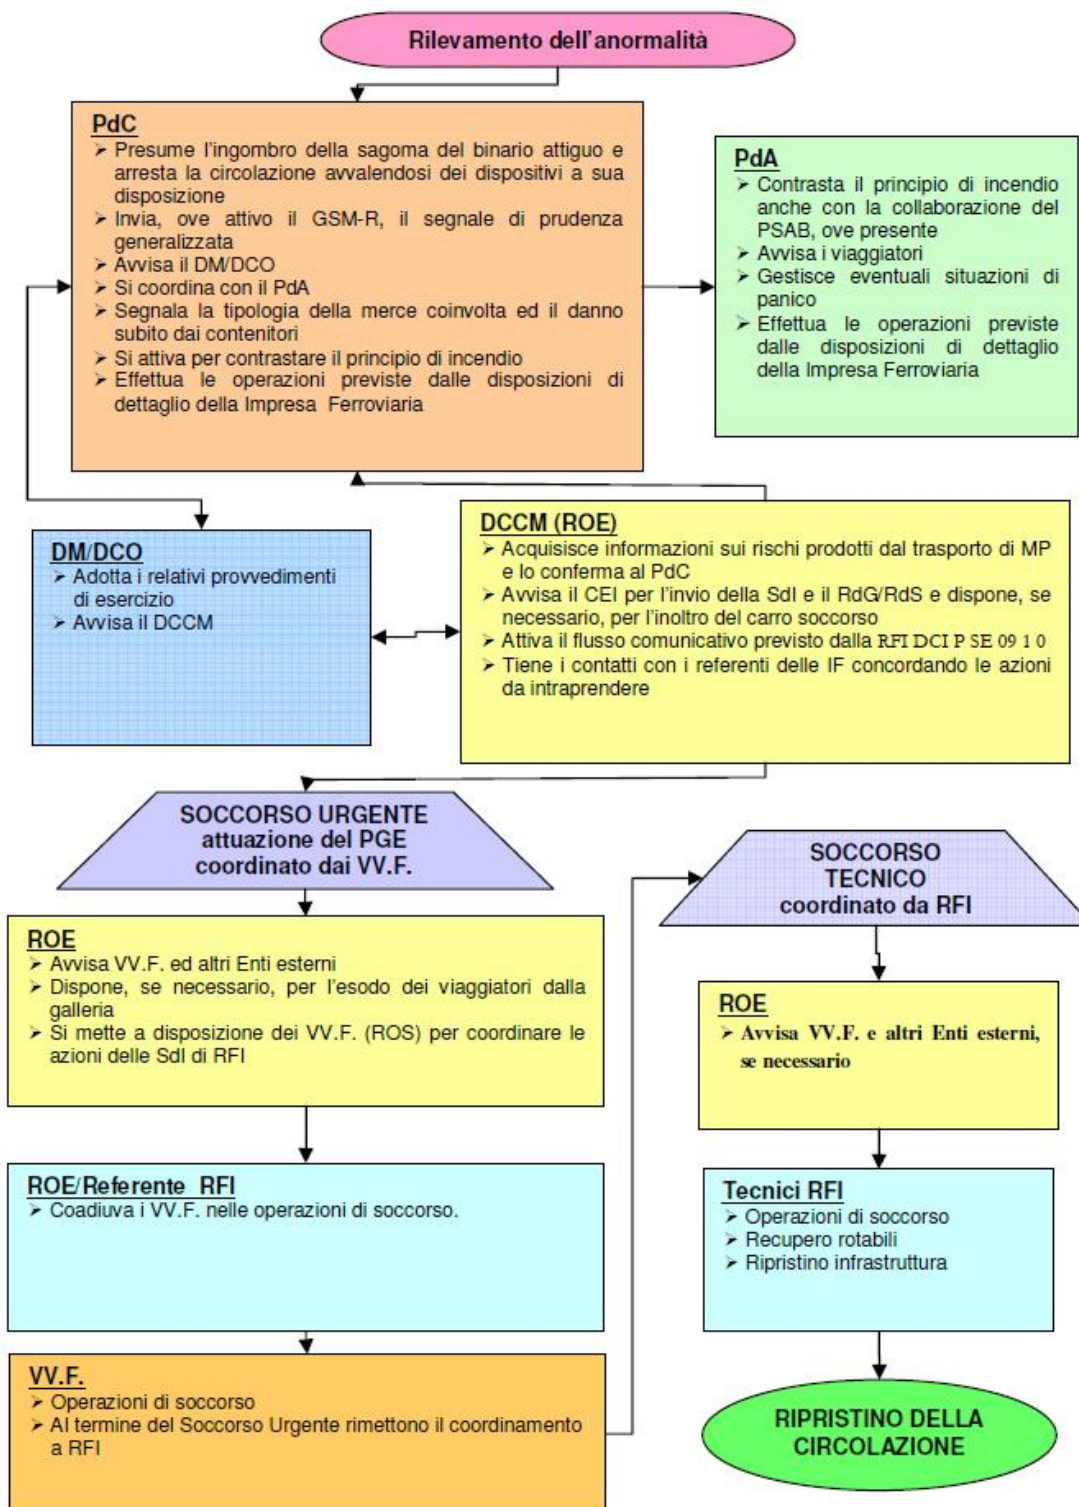 Rilevamento dell'anormalità
PdC
➢ Presume l'ingombro della sagoma del binario attiguo e
arresta la circolazione avvalendosi dei dispositivi a sua
disposizione
➢ Invia, ove attivo il GSM-R, il segnale di prudenza
generalizzata
➢ Avvisa il DM/DCO
➢ Si coordina con il PdA
➢ Segnala la tipologia della merce coinvolta ed il danno
subito dai contenitori
➢ Si attiva per contrastare il principio di incendio
➢ Effettua le operazioni previste dalle disposizioni di
dettaglio della Impresa Ferroviaria
PdA
➢ Contrasta il principio di incendio
anche con la collaborazione del
PSAB, ove presente
➢ Avvisa i viaggiatori
➢ Gestisce eventuali situazioni di
panico
➢ Effettua le operazioni previste
dalle disposizioni di dettaglio
della Impresa Ferroviaria
DM/DCO
➢ Adotta i relativi provvedimenti
di esercizio
➢ Avvisa il DCCM
DCCM (ROE)
➢ Acquisisce informazioni sui rischi prodotti dal trasporto di MP
e lo conferma al PdC
➢ Avvisa il CEI per l'invio della SdI e il RdG/RdS e dispone, se
necessario, per l'inoltro del carro soccorso
➢ Attiva il flusso comunicativo previsto dalla RFI DCI P SE 09 1 0
➢ Tiene i contatti con i referenti delle IF concordando le azioni
da intraprendere
SOCCORSO URGENTE
attuazione del PGE
coordinato dai VV.F.
ROE
➢ Avvisa VV.F. ed altri Enti esterni
➢ Dispone, se necessario, per l'esodo dei viaggiatori dalla
galleria
➢ Si mette a disposizione dei VV.F. (ROS) per coordinare le
azioni delle SdI di RFI
ROE/Referente RFI
➢ Coadiuva i VV.F. nelle operazioni di soccorso.
VV.F.
➢ Operazioni di soccorso
➢ Al termine del Soccorso Urgente rimettono il coordinamento
a RFI
SOCCORSO
TECNICO
coordinato da RFI
ROE
➢ Avvisa VV.F. e altri Enti esterni,
se necessario
Tecnici RFI
➢ Operazioni di soccorso
➢ Recupero rotabili
➢ Ripristino infrastruttura
RIPRISTINO DELLA
CIRCOLAZIONE